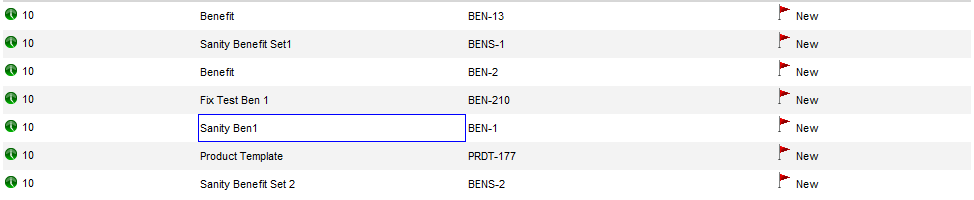 10 Benefit BEN-13 New
10 Sanity Benefit Set1 BENS-1 New
10 Benefit BEN-2 New
10 Fix Test Ben 1 BEN-210 New
10 Sanity Ben1 BEN-1 New
10 Product Template PRDT-177 New
10 Sanity Benefit Set 2 BENS-2 New